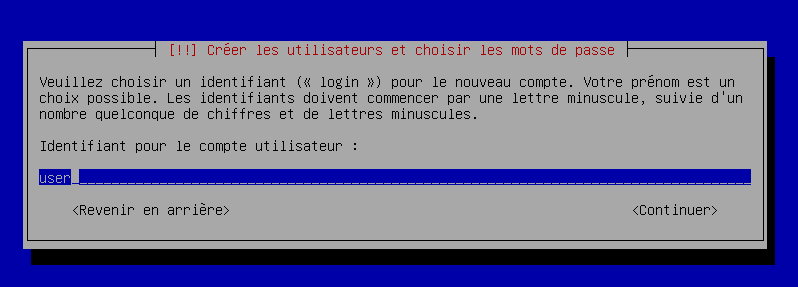 [!!] Créer les utilisateurs et choisir les mots de passe
Veuillez choisir un identifiant (« login ») pour le nouveau compte. Votre prénom est un
choix possible. Les identifiants doivent commencer par une lettre minuscule, suivie d'un
nombre quelconque de chiffres et de lettres minuscules.
Identifiant pour le compte utilisateur :
user
<Revenir en arrière> <Continuer>